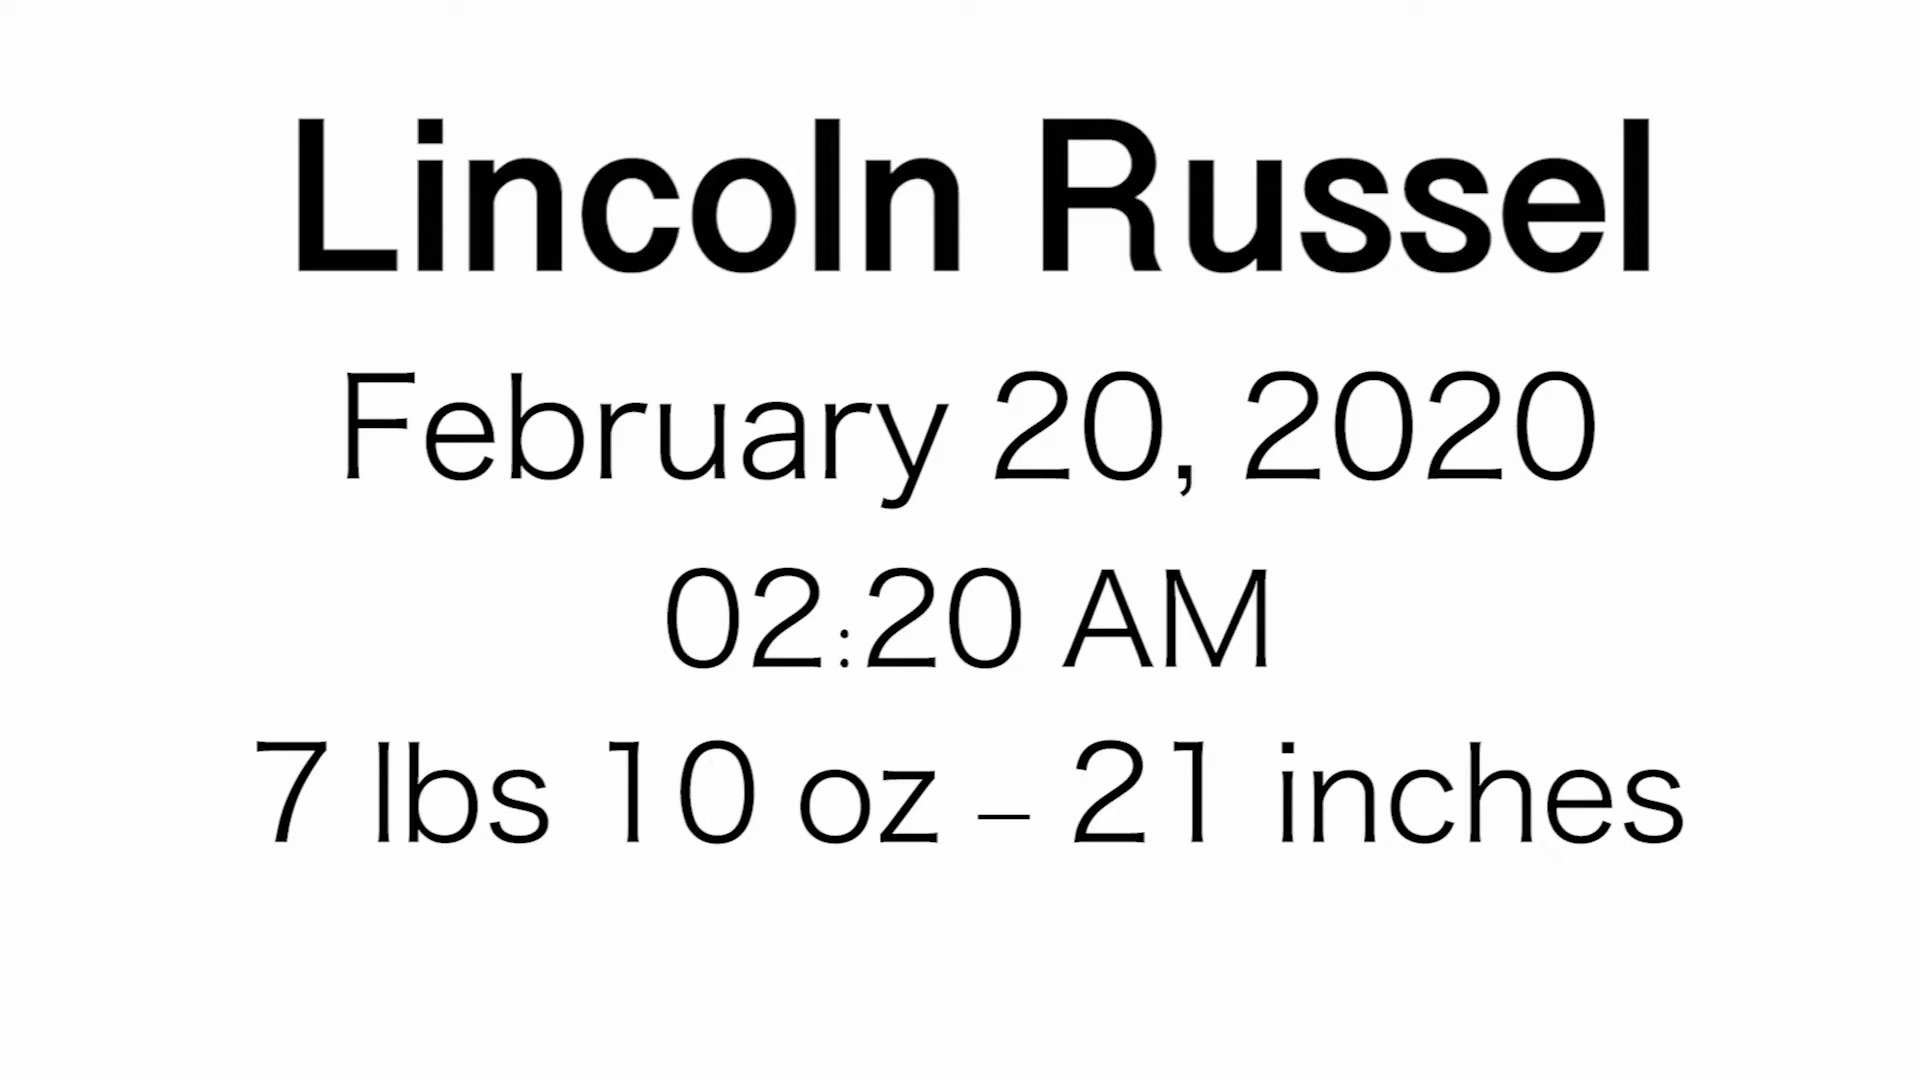 Lincoln Russel
February 20, 2020
02:20 AM
7 lbs 10 oz – 21 inches